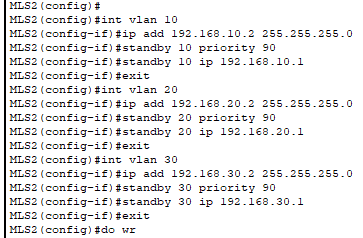 MLS2(config)#
MLS2(config)#int vlan 10
MLS2(config-if)#ip add 192.168.10.2 255.255.255.0
MLS2(config-if)#standby 10 priority 90
MLS2(config-if)#standby 10 ip 192.168.10.1
MLS2(config-if)#exit
MLS2(config)#int vlan 20
MLS2(config-if)#ip add 192.168.20.2 255.255.255.0
MLS2(config-if)#standby 20 priority 90
MLS2(config-if)#standby 20 ip 192.168.20.1
MLS2(config-if)#exit
MLS2(config)#int vlan 30
MLS2(config-if)#ip add 192.168.30.2 255.255.255.0
MLS2(config-if)#standby 30 priority 90
MLS2(config-if)#standby 30 ip 192.168.30.1
MLS2(config-if)#exit
MLS2(config)#do wr